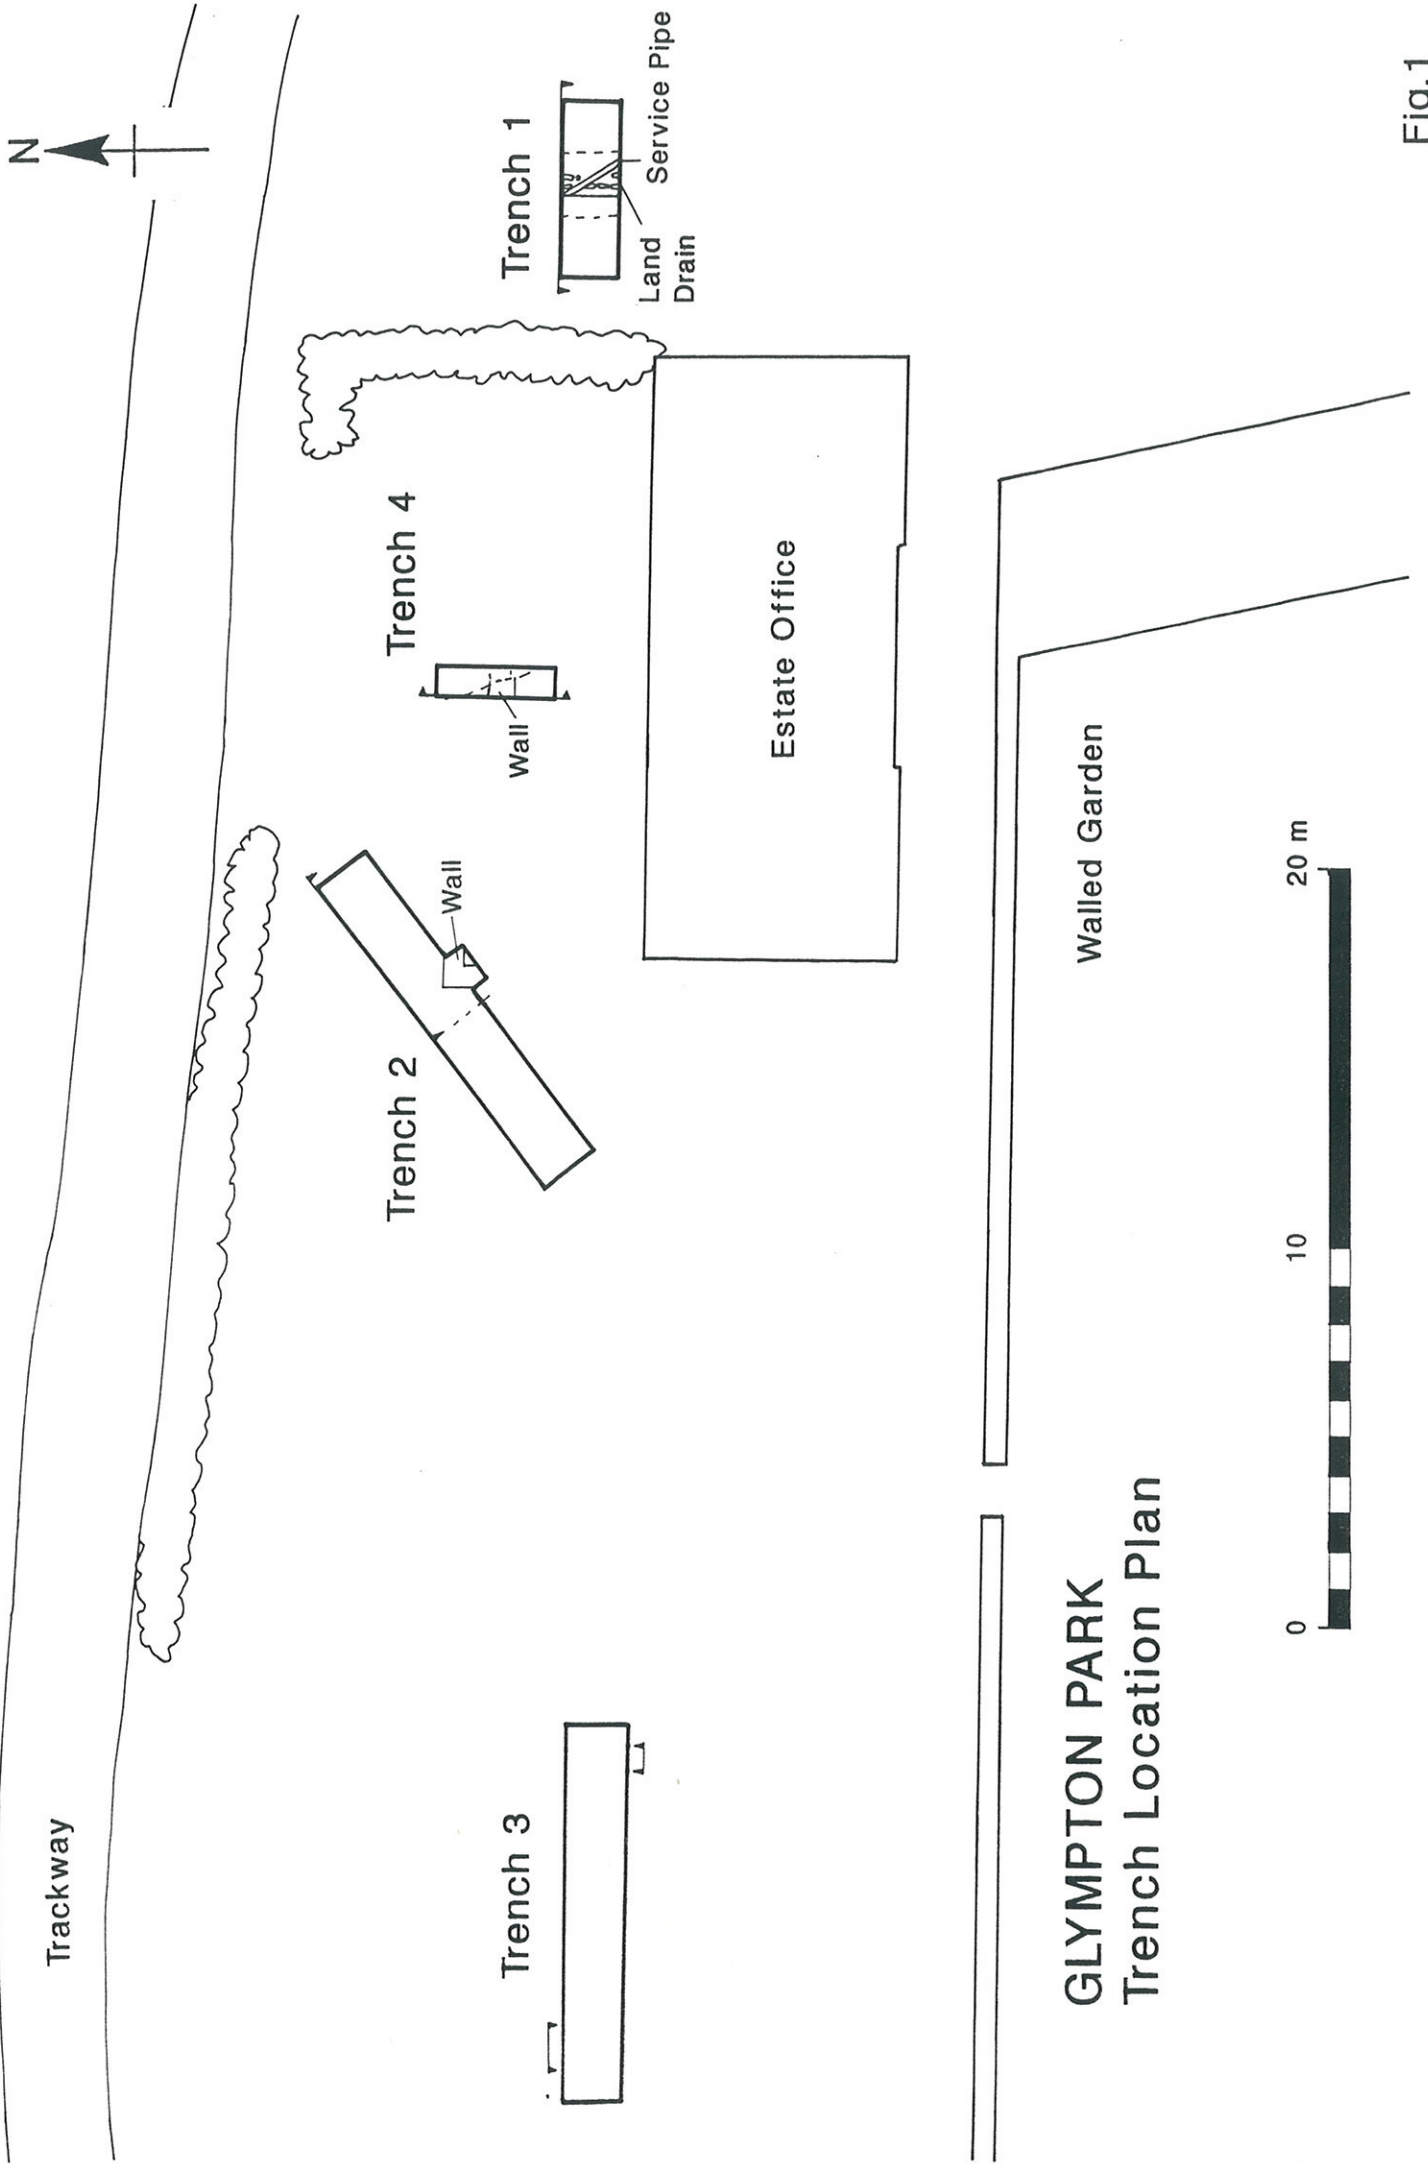 Trackway
N
Trench 3
Trench 2
Wall
Trench 4
Wall
Trench 1
Land
Drain
Service Pipe
Estate Office
Walled Garden
GLYMPTON PARK
Trench Location Plan
0
10
20 m
Fig.1